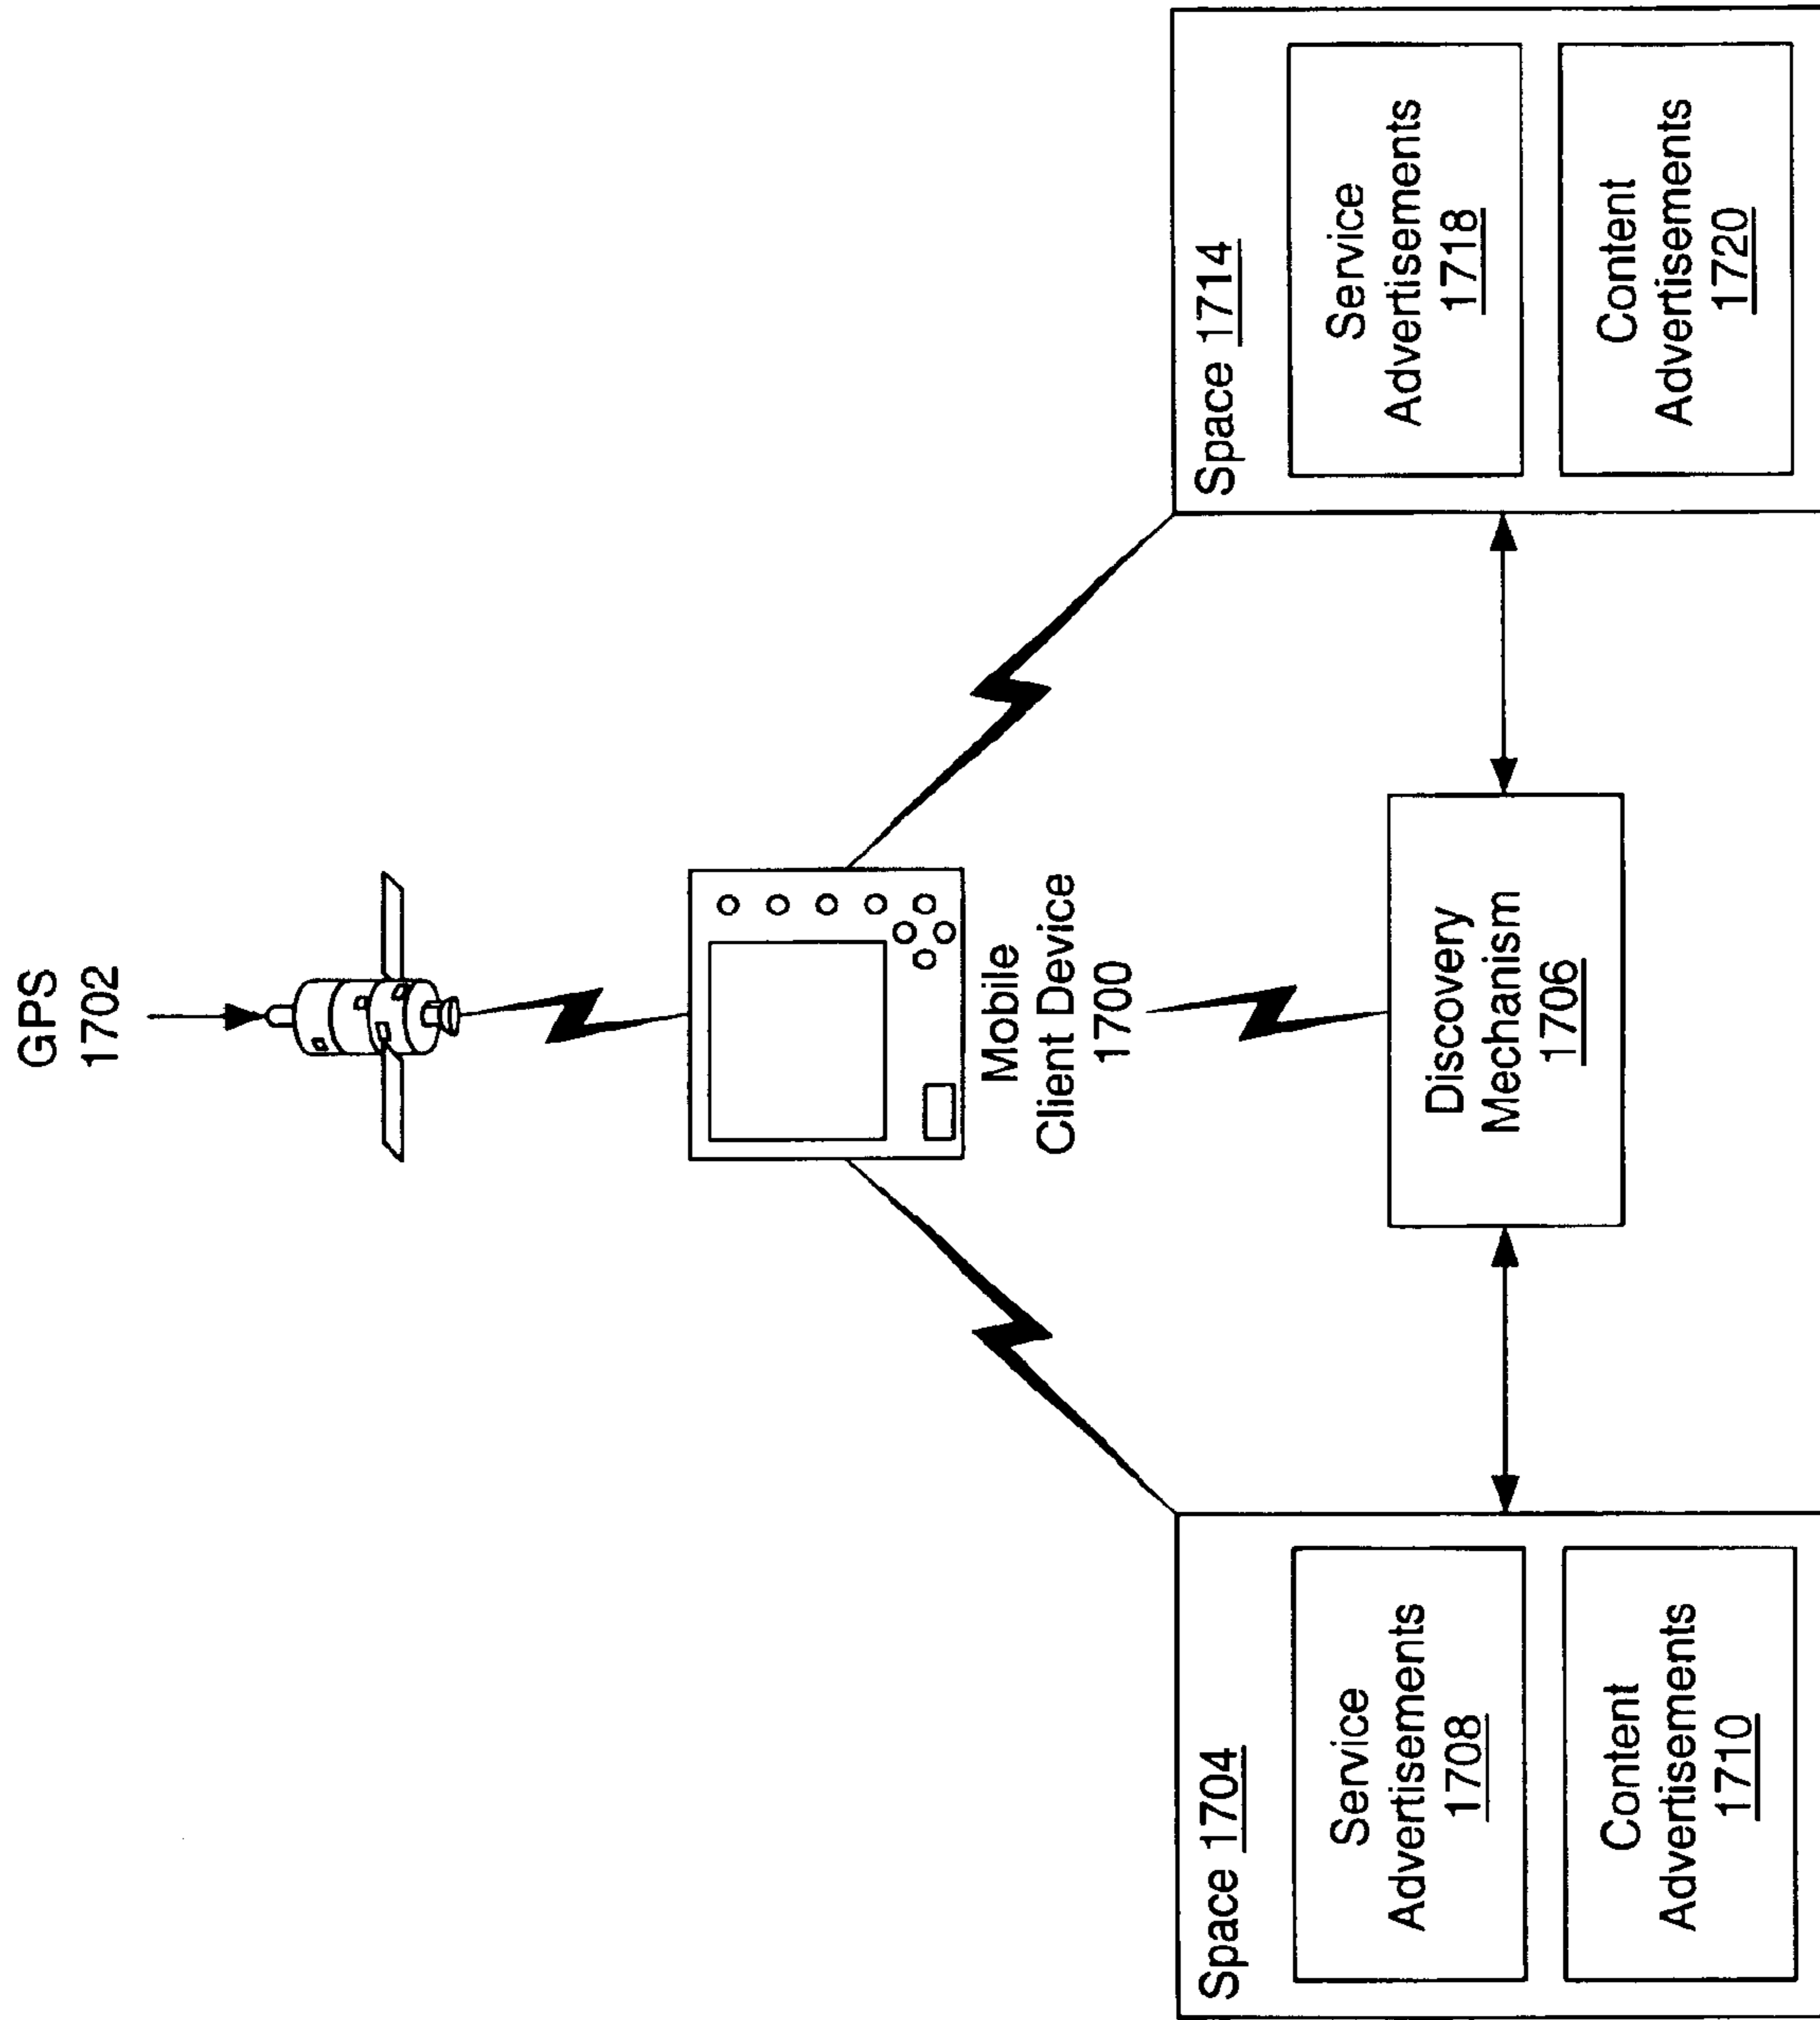 GPS
1702
Mobile
Client Device
1700
Discovery
Mechanism
1706
Space 1704
Service
Advertisements
1708
Content
Advertisements
1710
Space 1714
Service
Advertisements
1718
Content
Advertisements
1720